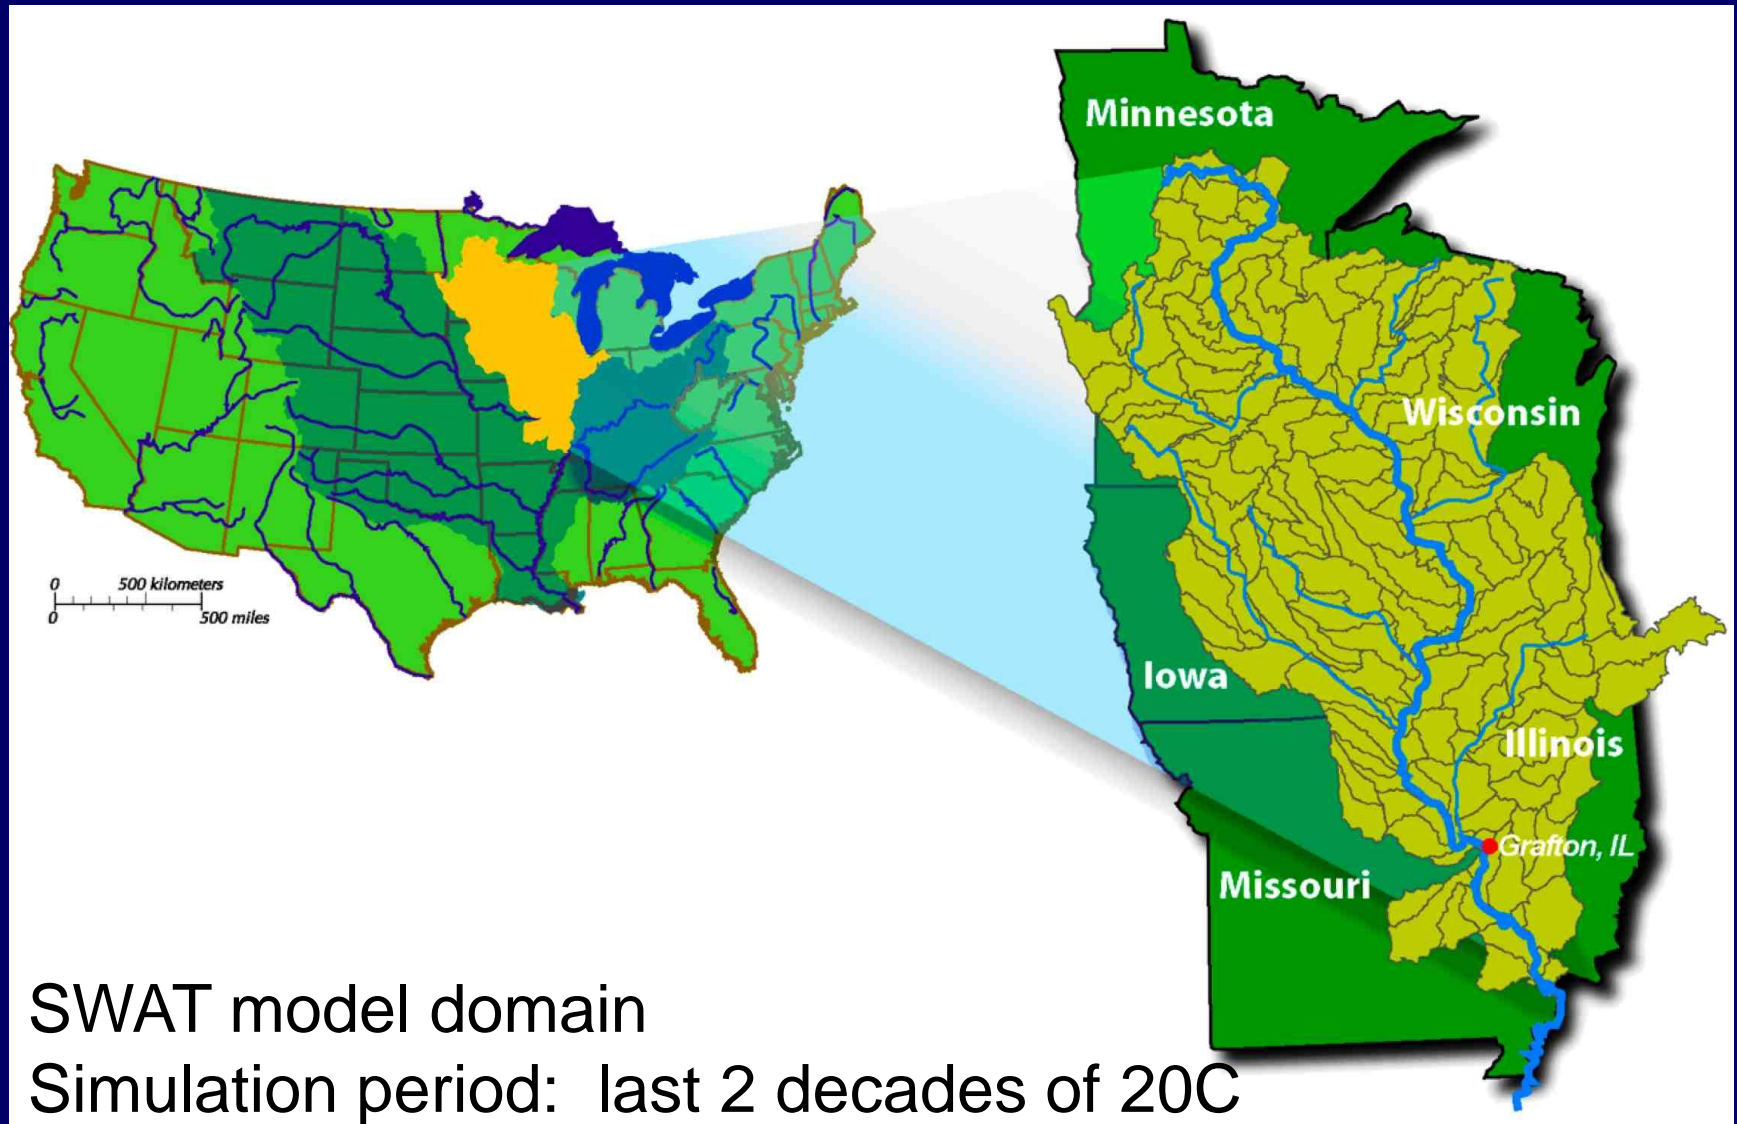 Minnesota
Wisconsin
0 500 kilometers
0 500 miles
Iowa
Illinois
Grafton, IL
Missouri
SWAT model domain
Simulation period: last 2 decades of 20C